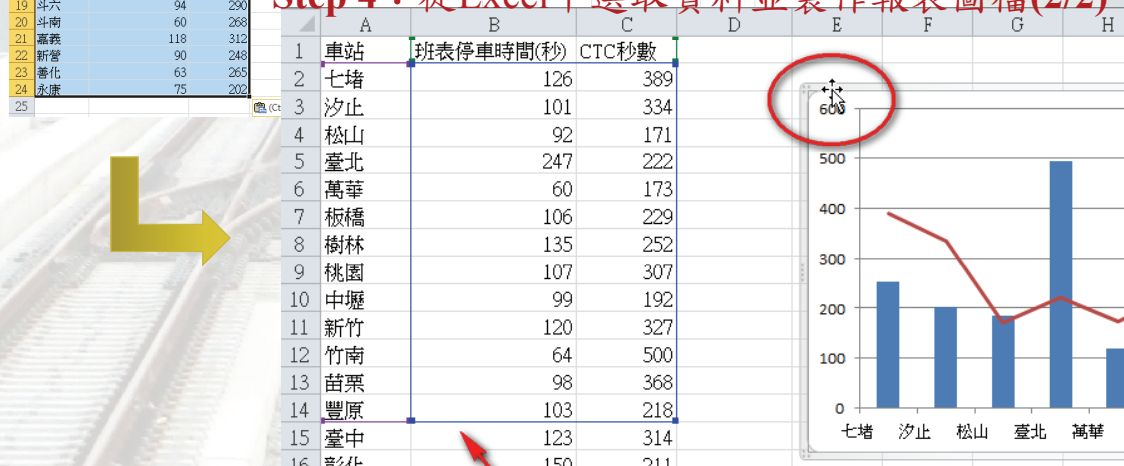 Step 4：從Excel中選取資料並製作報表圖檔(2/2)
19 斗六 94 290
20 斗南 60 268
21 嘉義 118 312
22 新營 90 248
23 善化 63 265
24 永康 75 202
25
(Ct
A B C D E F G H
1 車站 班表停車時間(秒) CTC秒數
2 七堵 126 389
3 汐止 101 334
4 松山 92 171
5 臺北 247 222
6 萬華 60 173
7 板橋 106 229
8 樹林 135 252
9 桃園 107 307
10 中壢 99 192
11 新竹 120 327
12 竹南 64 500
13 苗栗 98 368
14 豐原 103 218
15 臺中 123 314
16 彰化 150 211
600
500
400
300
200
100
0
七堵 汐止 松山 臺北 萬華